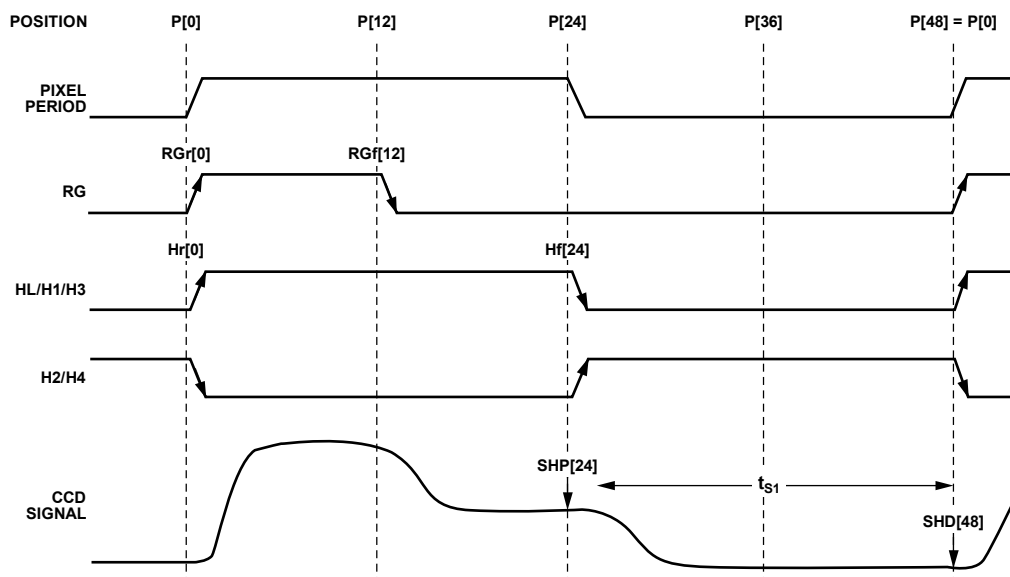 POSITION P[0] P[12] P[24] P[36] P[48] = P[0]
PIXEL
PERIOD
RGr[0] RGf[12]
RG
Hr[0] Hf[24]
HL/H1/H3
H2/H4
SHP[24]
tS1
CCD
SIGNAL
SHD[48]